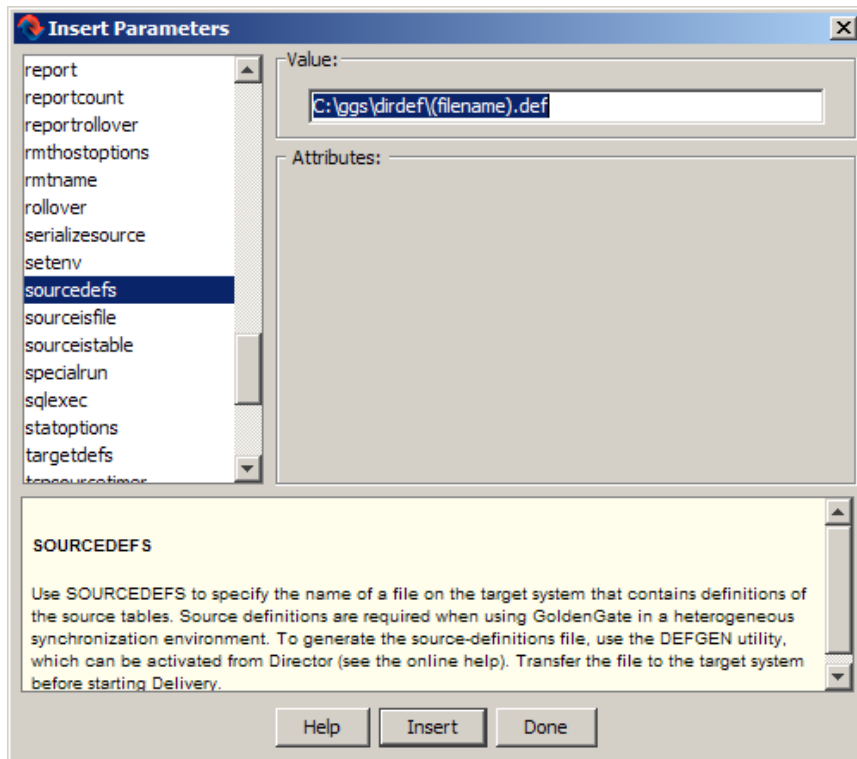 Insert Parameters
report
reportcount
reportrollover
rmthostoptions
rmtname
rollover
serializesource
setenv
sourcedefs
sourceisfile
sourceistable
specialrun
sqlexec
statoptions
targetdefs
tcpsourcetimer
Value:
C:\ggs\dirdef\(filename).def
Attributes:
SOURCEDEFS
Use SOURCEDEFS to specify the name of a file on the target system that contains definitions of
the source tables. Source definitions are required when using GoldenGate in a heterogeneous
synchronization environment. To generate the source-definitions file, use the DEFGEN utility,
which can be activated from Director (see the online help). Transfer the file to the target system
before starting Delivery.
Help Insert Done